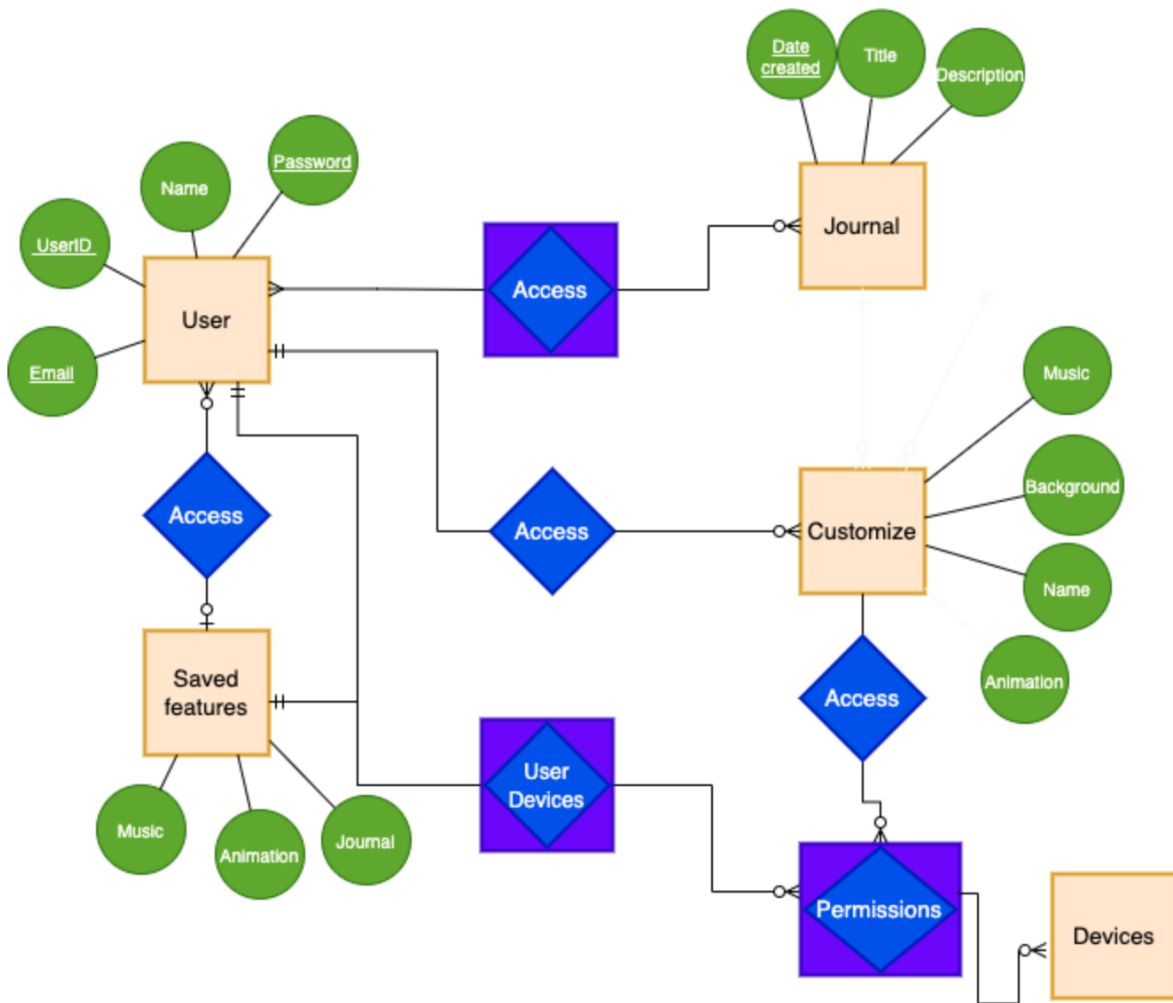 Date
created
Title
Description
Password
Name
UserID
Journal
Access
User
Email
Music
Background
Access
Access
Customize
Name
Saved
features
Access
Animation
User
Devices
Music
Animation
Journal
Permissions
Devices